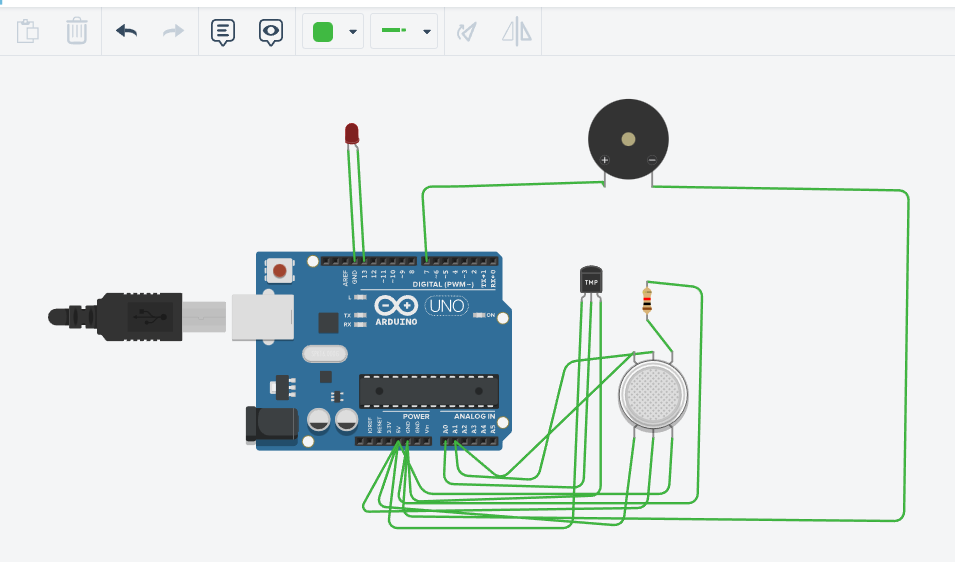 +
−
TMP
AREF
GND
13
12
~11
~10
~9
8
7
~6
~5
4
~3
2
TX→1
RX←0
DIGITAL (PWM~)
L
TX
RX
UNO
ON
ARDUINO
POWER
ANALOG IN
IOREF
RESET
3.3V
5V
GND
GND
Vin
A0
A1
A2
A3
A4
A5